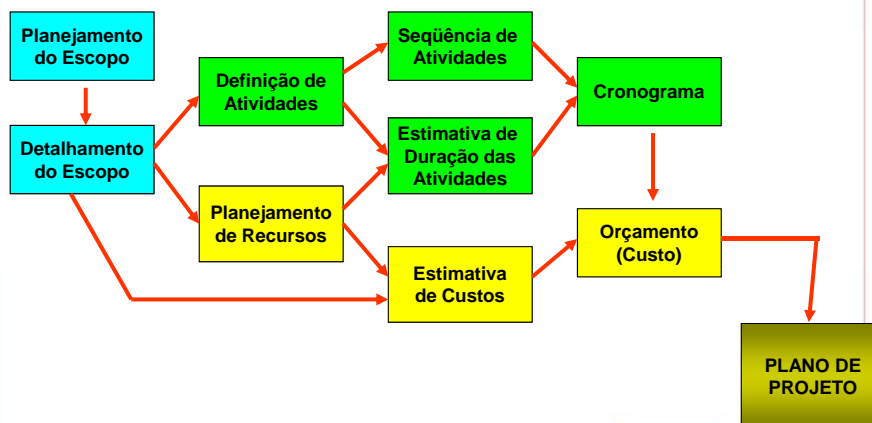 Planejamento
do Escopo
Detalhamento
do Escopo
Definição de
Atividades
Planejamento
de Recursos
Seqüência de
Atividades
Estimativa de
Duração das
Atividades
Estimativa
de Custos
Cronograma
Orçamento
(Custo)
PLANO DE
PROJETO